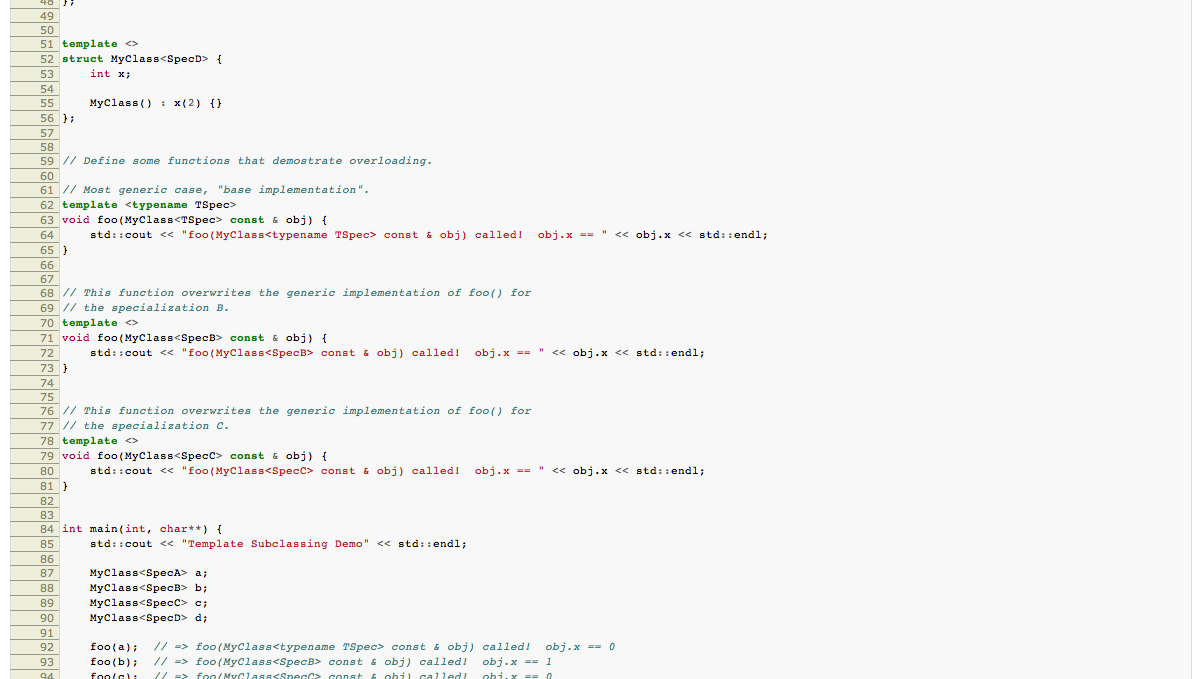 48 };
49
50
51 template <>
52 struct MyClass<SpecD> {
53     int x;
54
55     MyClass() : x(2) {}
56 };
57
58
59 // Define some functions that demostrate overloading.
60
61 // Most generic case, "base implementation".
62 template <typename TSpec>
63 void foo(MyClass<TSpec> const & obj) {
64     std::cout << "foo(MyClass<typename TSpec> const & obj) called!  obj.x == " << obj.x << std::endl;
65 }
66
67
68 // This function overwrites the generic implementation of foo() for
69 // the specialization B.
70 template <>
71 void foo(MyClass<SpecB> const & obj) {
72     std::cout << "foo(MyClass<SpecB> const & obj) called!  obj.x == " << obj.x << std::endl;
73 }
74
75
76 // This function overwrites the generic implementation of foo() for
77 // the specialization C.
78 template <>
79 void foo(MyClass<SpecC> const & obj) {
80     std::cout << "foo(MyClass<SpecC> const & obj) called!  obj.x == " << obj.x << std::endl;
81 }
82
83
84 int main(int, char**) {
85     std::cout << "Template Subclassing Demo" << std::endl;
86
87     MyClass<SpecA> a;
88     MyClass<SpecB> b;
89     MyClass<SpecC> c;
90     MyClass<SpecD> d;
91
92     foo(a);  // => foo(MyClass<typename TSpec> const & obj) called!  obj.x == 0
93     foo(b);  // => foo(MyClass<SpecB> const & obj) called!  obj.x == 1
94     foo(c);  // => foo(MyClass<SpecC> const & obj) called!  obj.x == 0